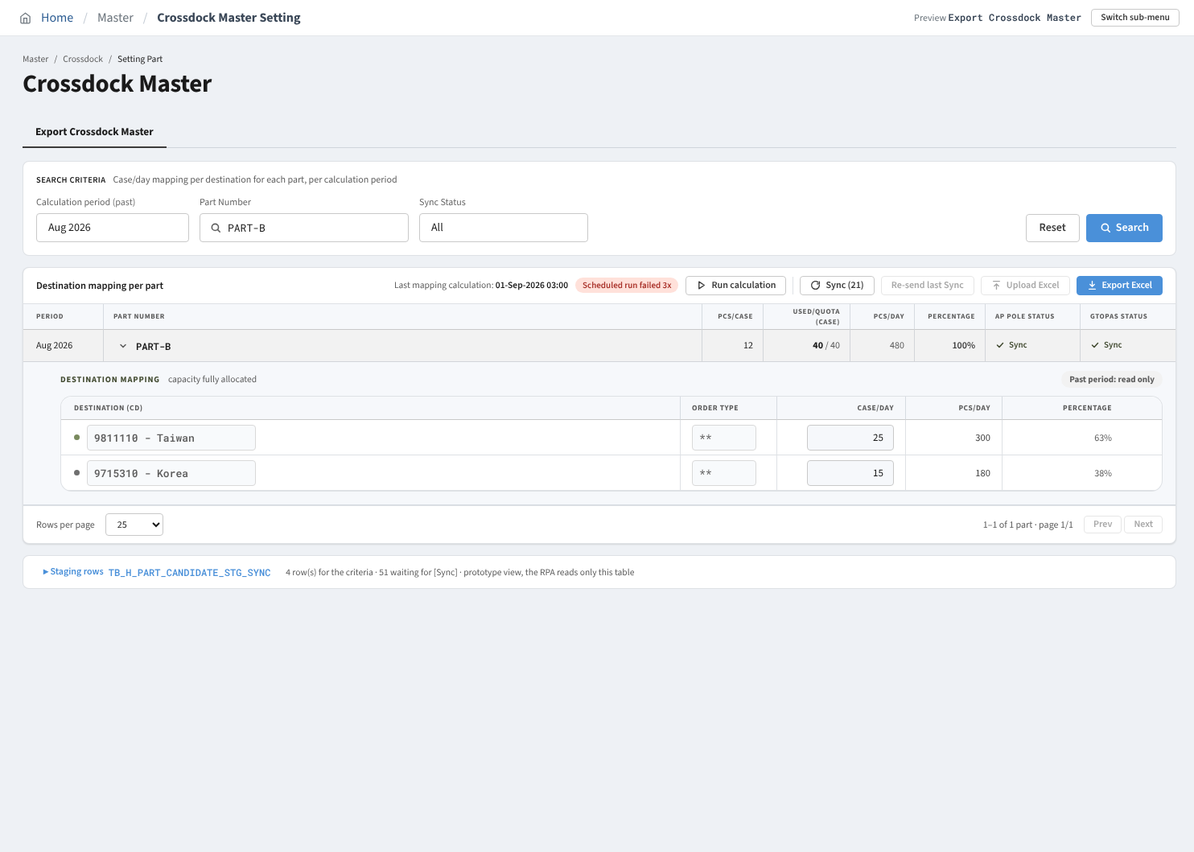 Home / Master / Crossdock Master Setting
Preview Export Crossdock Master Switch sub-menu
Master / Crossdock / Setting Part
Crossdock Master
Export Crossdock Master
SEARCH CRITERIA Case/day mapping per destination for each part, per calculation period
Calculation period (past) Part Number Sync Status
Aug 2026 PART-B All Reset Search
Destination mapping per part Last mapping calculation: 01-Sep-2026 03:00 Scheduled run failed 3x Run calculation Sync (21) Re-send last Sync Upload Excel Export Excel
PERIOD PART NUMBER PCS/CASE USED/QUOTA (CASE) PCS/DAY PERCENTAGE AP POLE STATUS GTOPAS STATUS
Aug 2026 PART-B 12 40 / 40 480 100% Sync Sync
DESTINATION MAPPING capacity fully allocated Past period: read only
DESTINATION (CD) ORDER TYPE CASE/DAY PCS/DAY PERCENTAGE
9811110 - Taiwan ** 25 300 63%
9715310 - Korea ** 15 180 38%
Rows per page 25 1–1 of 1 part · page 1/1 Prev Next
Staging rows TB_H_PART_CANDIDATE_STG_SYNC 4 row(s) for the criteria · 51 waiting for [Sync] · prototype view, the RPA reads only this table